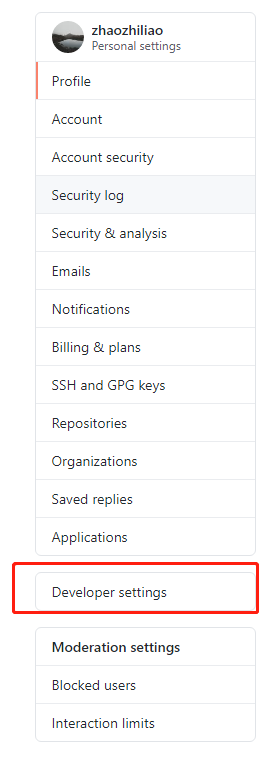 zhaozhiliao
Personal settings
Profile
Account
Account security
Security log
Security & analysis
Emails
Notifications
Billing & plans
SSH and GPG keys
Repositories
Organizations
Saved replies
Applications
Developer settings
Moderation settings
Blocked users
Interaction limits